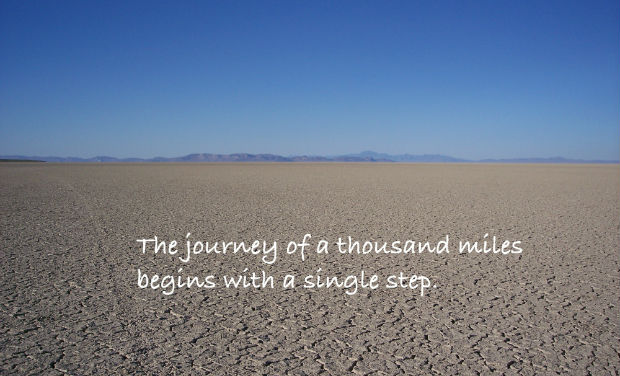 The journey of a thousand miles
begins with a single step.